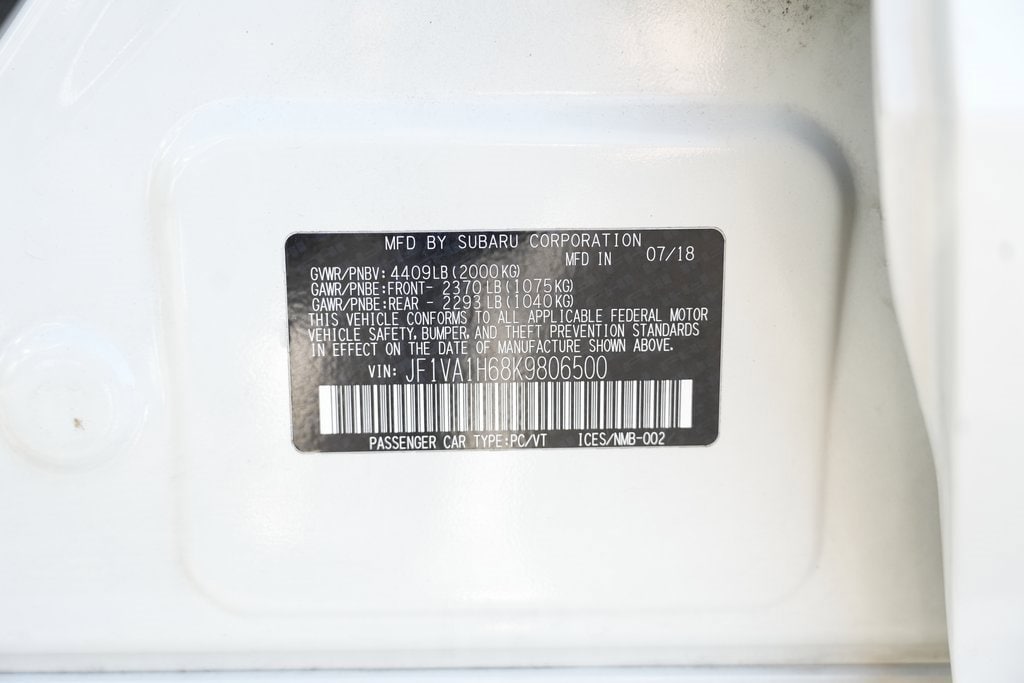 MFD BY SUBARU CORPORATION
MFD IN 07/18
GVWR/PNBV: 4409LB(2000KG)
GAWR/PNBE:FRONT- 2370LB(1075KG)
GAWR/PNBE:REAR - 2293LB(1040KG)
THIS VEHICLE CONFORMS TO ALL APPLICABLE FEDERAL MOTOR
VEHICLE SAFETY, BUMPER, AND THEFT PREVENTION STANDARDS
IN EFFECT ON THE DATE OF MANUFACTURE SHOWN ABOVE.
VIN: JF1VA1H68K9806500
PASSENGER CAR TYPE:PC/VT ICES/NMB-002